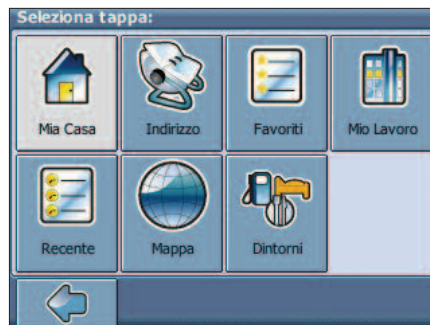 Seleziona tappa:
Mia Casa Indirizzo Favoriti Mio Lavoro
Recente Mappa Dintorni